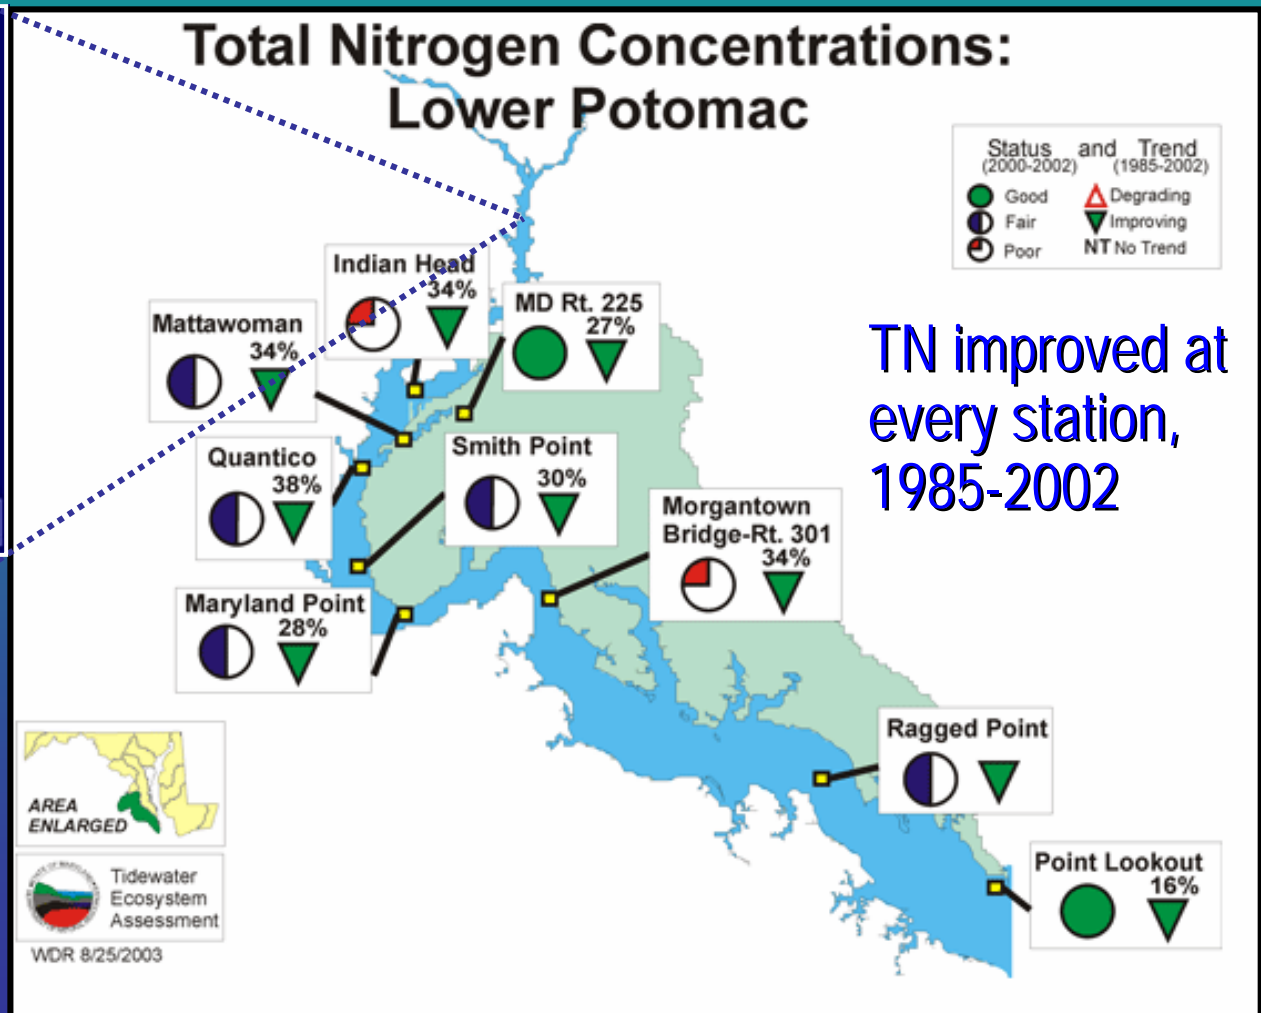 Total Nitrogen Concentrations:
Lower Potomac
Status and Trend
(2000-2002) (1985-2002)
Good Degrading
Fair Improving
Poor NT No Trend
Indian Head
34%
MD Rt. 225
27%
Mattawoman
34%
TN improved at
every station,
1985-2002
Quantico
38%
Smith Point
30%
Morgantown
Bridge-Rt. 301
34%
Maryland Point
28%
Ragged Point
AREA
ENLARGED
Point Lookout
16%
Tidewater
Ecosystem
Assessment
WDR 8/25/2003